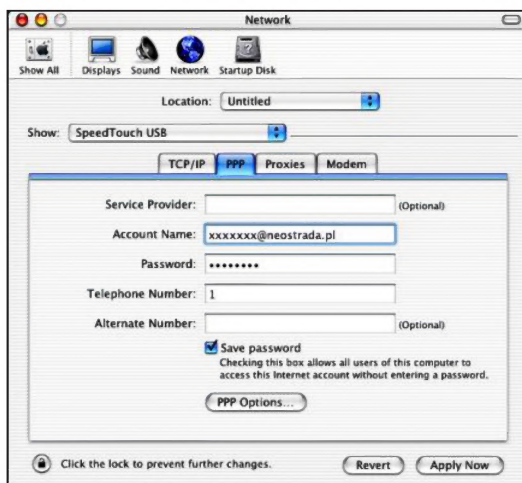 Network
Show All Displays Sound Network Startup Disk
Location: Untitled
Show: SpeedTouch USB
TCP/IP PPP Proxies Modem
Service Provider: (Optional)
Account Name: xxxxxxx@neostrada.pl
Password: ••••••••
Telephone Number: 1
Alternate Number: (Optional)
Save password
Checking this box allows all users of this computer to
access this Internet account without entering a password.
PPP Options...
Click the lock to prevent further changes. Revert Apply Now